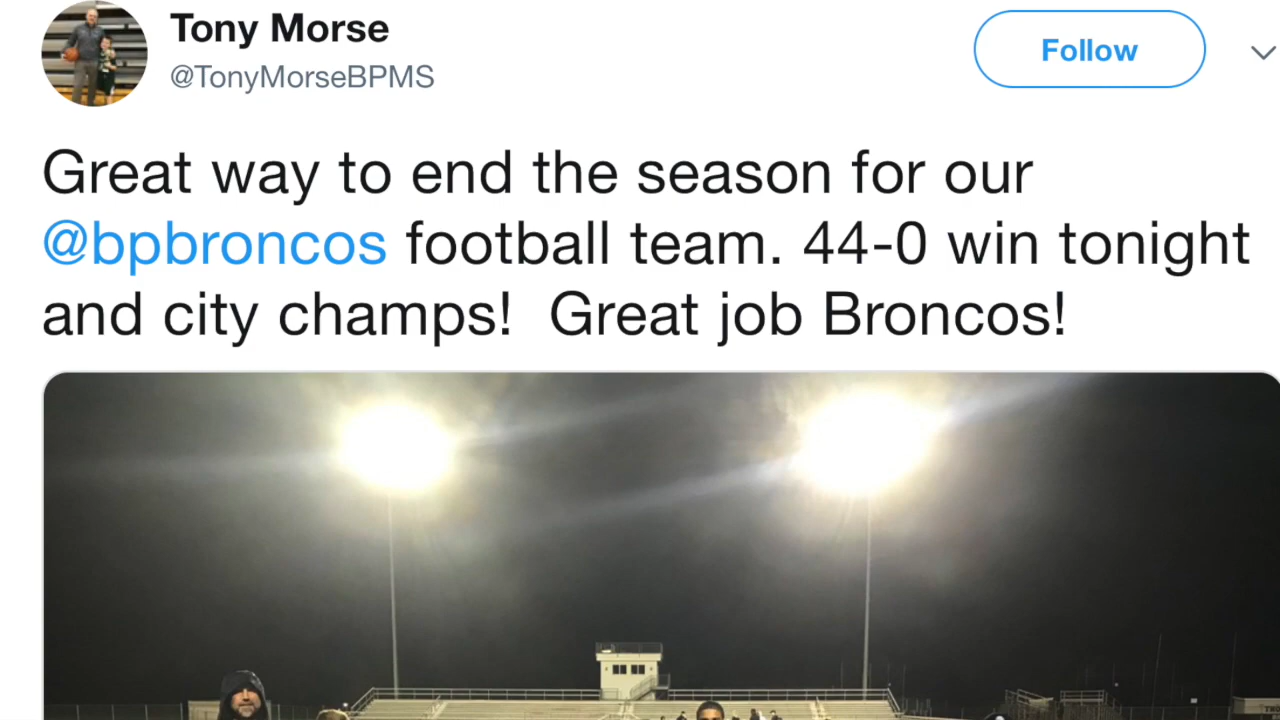 Tony Morse
@TonyMorseBPMS
Follow
Great way to end the season for our
@bpbroncos football team. 44-0 win tonight
and city champs!  Great job Broncos!